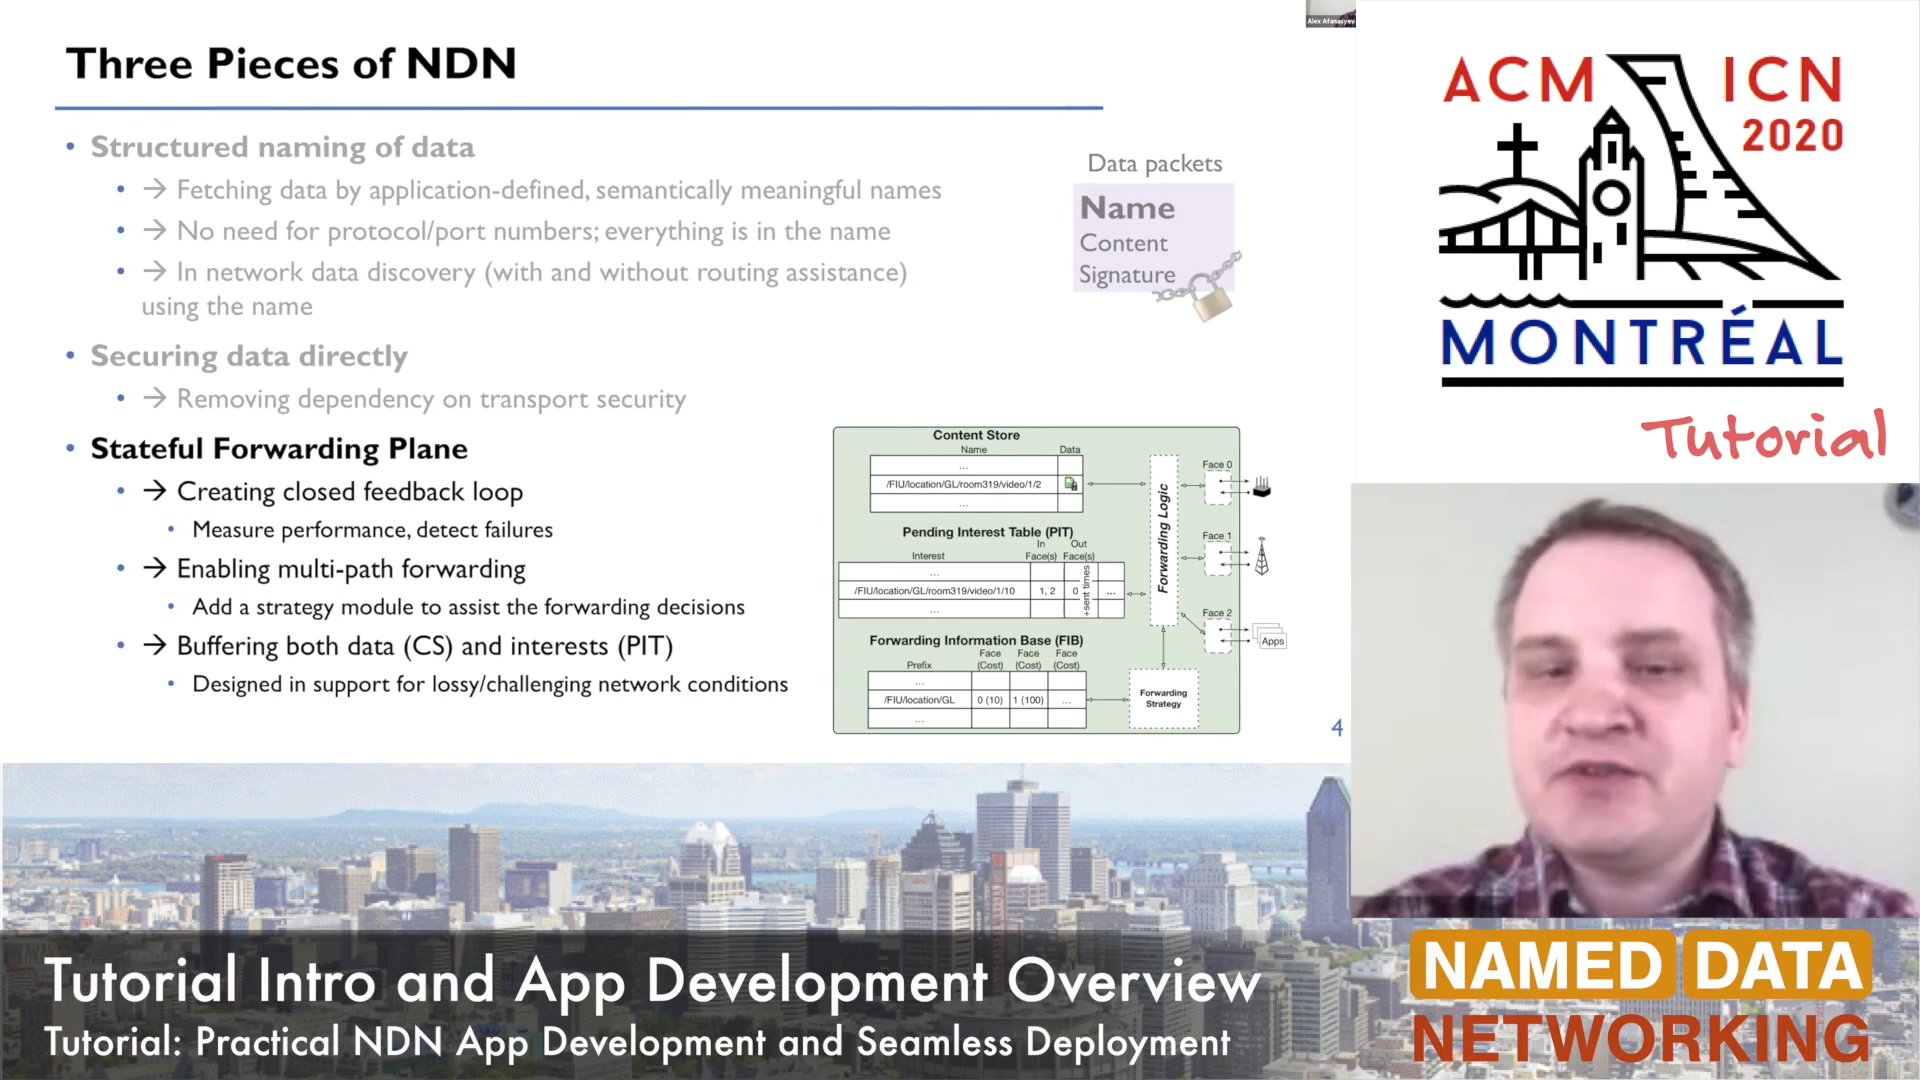 Three Pieces of NDN
• Structured naming of data
• → Fetching data by application-defined, semantically meaningful names
• → No need for protocol/port numbers; everything is in the name
• → In network data discovery (with and without routing assistance)
using the name
• Securing data directly
• → Removing dependency on transport security
• Stateful Forwarding Plane
• → Creating closed feedback loop
• Measure performance, detect failures
• → Enabling multi-path forwarding
• Add a strategy module to assist the forwarding decisions
• → Buffering both data (CS) and interests (PIT)
• Designed in support for lossy/challenging network conditions
Data packets
Name
Content
Signature
Content Store
Name Data
...
/FIU/location/GL/room319/video/1/2
...
Pending Interest Table (PIT)
Interest In Face(s) Out Face(s)
...
/FIU/location/GL/room319/video/1/10 1, 2 0 ...
...
+sent times
Forwarding Information Base (FIB)
Prefix Face (Cost) Face (Cost) Face (Cost)
...
/FIU/location/GL 0 (10) 1 (100) ...
...
Forwarding Logic
Forwarding
Strategy
Face 0
Face 1
Face 2
Apps
4
Alex Afanasyev
ACM ICN
2020
MONTRÉAL
Tutorial
Tutorial Intro and App Development Overview
Tutorial: Practical NDN App Development and Seamless Deployment
NAMED DATA
NETWORKING